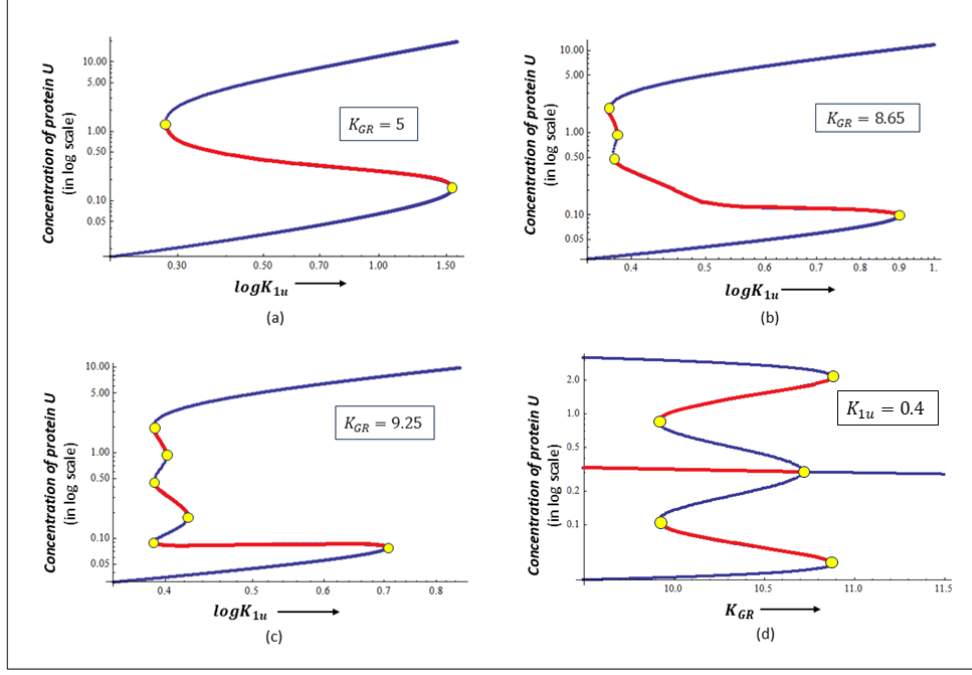 Concentration of protein U
(in log scale)
10.00
5.00
1.00
0.50
0.10
0.05
K_GR = 5
0.30 0.50 0.70 1.00 1.50
logK_1u
(a)
Concentration of protein U
(in log scale)
10.00
5.00
1.00
0.50
0.10
0.05
K_GR = 8.65
0.4 0.5 0.6 0.7 0.8 0.9 1.
logK_1u
(b)
Concentration of protein U
(in log scale)
10.00
5.00
1.00
0.50
0.10
0.05
K_GR = 9.25
0.4 0.5 0.6 0.7 0.8
logK_1u
(c)
Concentration of protein U
(in log scale)
2.0
1.0
0.5
0.2
0.1
K_1u = 0.4
10.0 10.5 11.0 11.5
K_GR
(d)